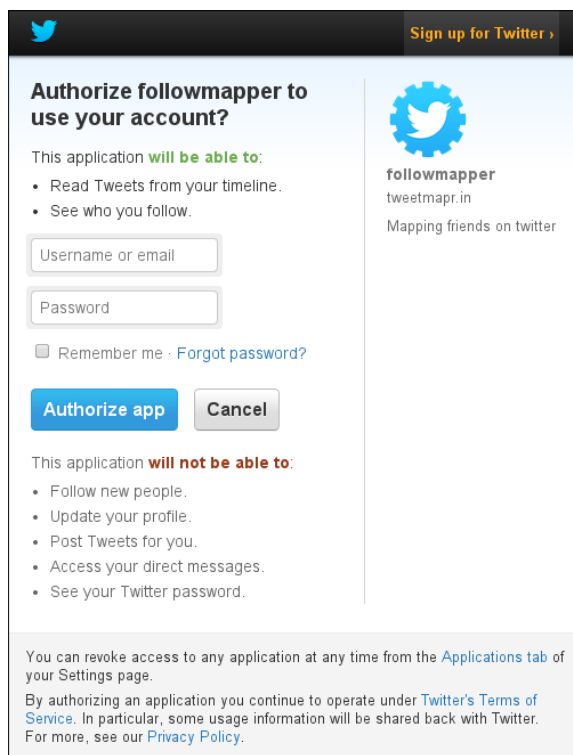 Sign up for Twitter ›
Authorize followmapper to
use your account?
This application will be able to:
• Read Tweets from your timeline.
• See who you follow.
Username or email
Password
Remember me · Forgot password?
Authorize app
Cancel
This application will not be able to:
• Follow new people.
• Update your profile.
• Post Tweets for you.
• Access your direct messages.
• See your Twitter password.
followmapper
tweetmapr.in
Mapping friends on twitter
You can revoke access to any application at any time from the Applications tab of
your Settings page.
By authorizing an application you continue to operate under Twitter's Terms of
Service. In particular, some usage information will be shared back with Twitter.
For more, see our Privacy Policy.